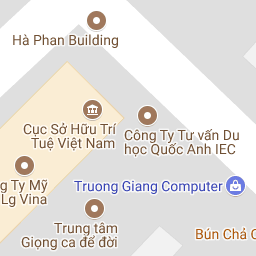 Hà Phan Building
Cục Sở Hữu Trí
Tuệ Việt Nam
Công Ty Tư vấn Du
học Quốc Anh IEC
Ty Mỹ
Lg Vina
Truong Giang Computer
Trung tâm
Giọng ca để đời
Bún Chả